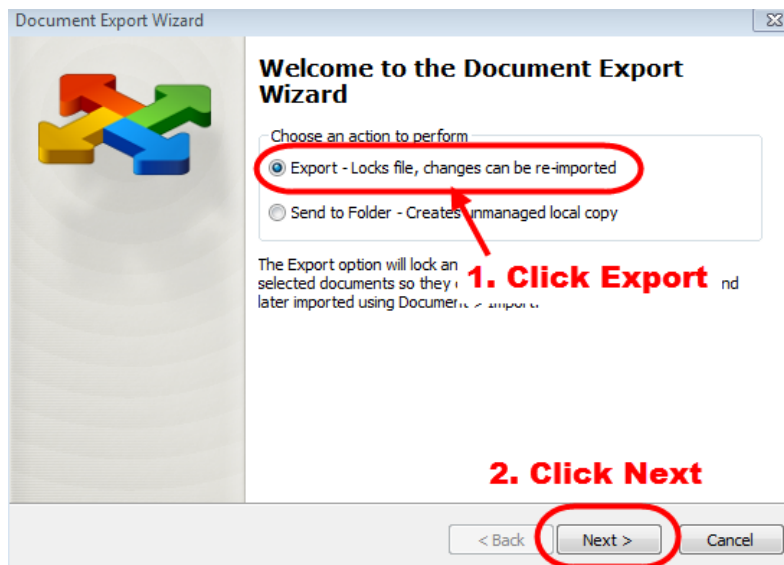 Document Export Wizard
Welcome to the Document Export
Wizard
Choose an action to perform
Export - Locks file, changes can be re-imported
Send to Folder - Creates unmanaged local copy
The Export option will lock an
selected documents so they
1. Click Export
nd
later imported using Document > Import.
2. Click Next
< Back
Next >
Cancel